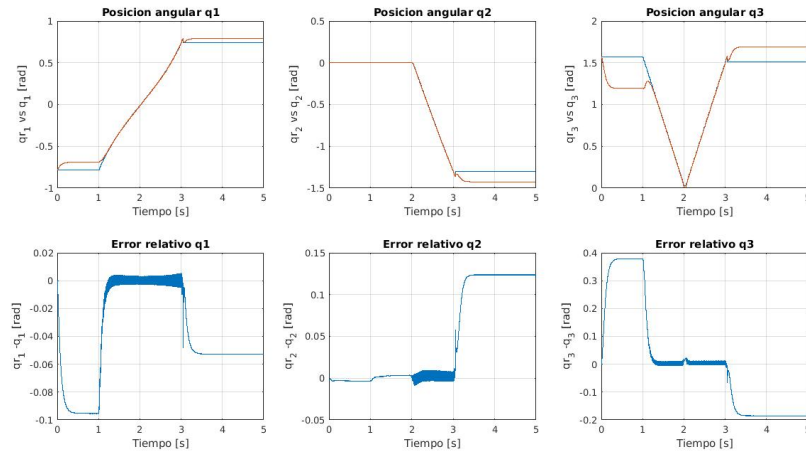 Posicion angular q1
qr1 vs q1 [rad]
1
0.5
0
-0.5
-1
0 1 2 3 4 5
Tiempo [s]
Posicion angular q2
qr2 vs q2 [rad]
0.5
0
-0.5
-1
-1.5
0 1 2 3 4 5
Tiempo [s]
Posicion angular q3
qr3 vs q3 [rad]
2
1.5
1
0.5
0
0 1 2 3 4 5
Tiempo [s]
Error relativo q1
qr1 -q1 [rad]
0.02
0
-0.02
-0.04
-0.06
-0.08
-0.1
0 1 2 3 4 5
Tiempo [s]
Error relativo q2
qr2 -q2 [rad]
0.15
0.1
0.05
0
-0.05
0 1 2 3 4 5
Tiempo [s]
Error relativo q3
qr3 -q3 [rad]
0.4
0.3
0.2
0.1
0
-0.1
-0.2
0 1 2 3 4 5
Tiempo [s]